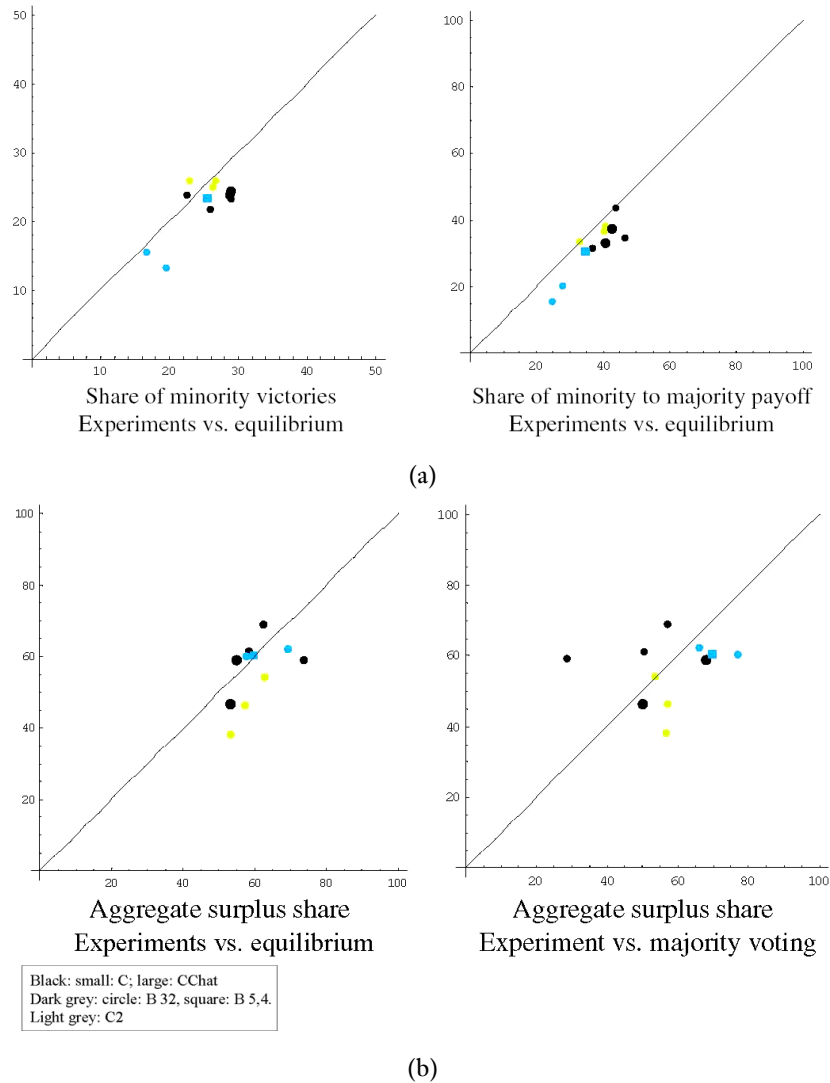 50
40
30
20
10
10 20 30 40 50
Share of minority victories
Experiments vs. equilibrium
100
80
60
40
20
20 40 60 80 100
Share of minority to majority payoff
Experiments vs. equilibrium
(a)
100
80
60
40
20
20 40 60 80 100
Aggregate surplus share
Experiments vs. equilibrium
100
80
60
40
20
20 40 60 80 100
Aggregate surplus share
Experiment vs. majority voting
Black: small: C; large: CChat
Dark grey: circle: B 32, square: B 5,4.
Light grey: C2
(b)